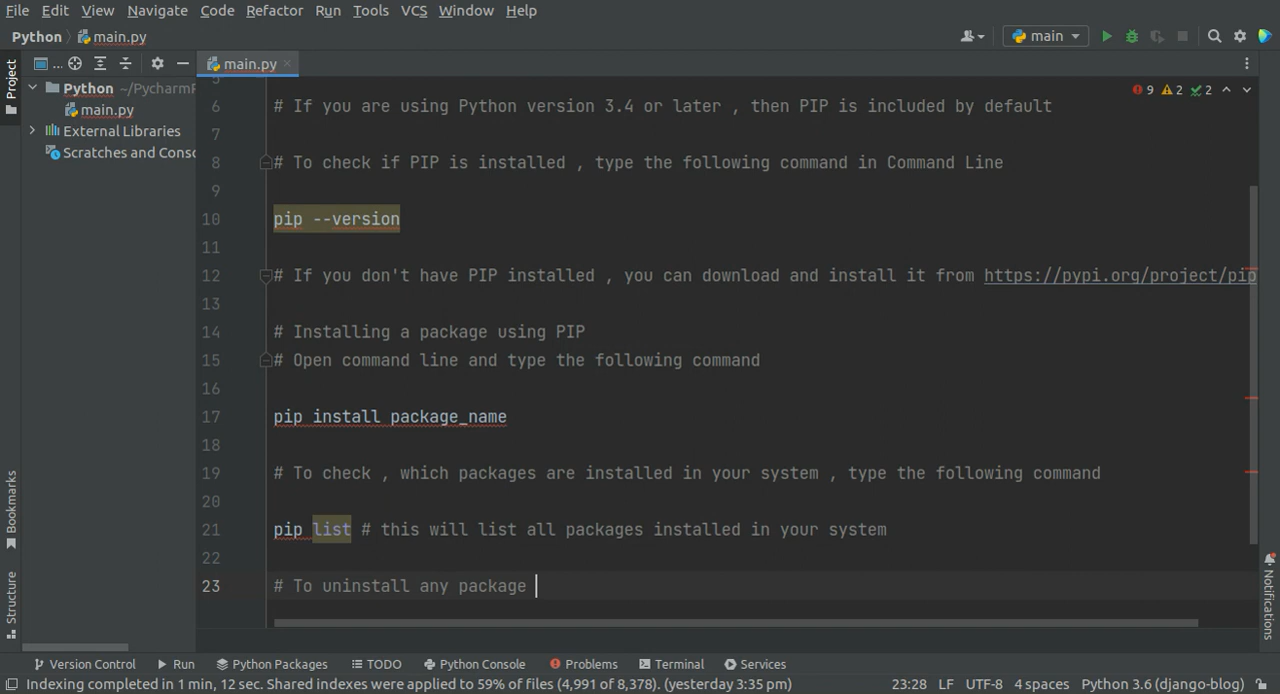 File Edit View Navigate Code Refactor Run Tools VCS Window Help
Python main.py main
Project ... main.py
Python ~/PycharmP
main.py
External Libraries
Scratches and Conso
5
6 # If you are using Python version 3.4 or later , then PIP is included by default
9 2 2
7
8 # To check if PIP is installed , type the following command in Command Line
9
10 pip --version
11
12 # If you don't have PIP installed , you can download and install it from https://pypi.org/project/pip
13
14 # Installing a package using PIP
15 # Open command line and type the following command
16
17 pip install package_name
18
19 # To check , which packages are installed in your system , type the following command
20
21 pip list # this will list all packages installed in your system
22
23 # To uninstall any package
Bookmarks
Structure
Notifications
Version Control Run Python Packages TODO Python Console Problems Terminal Services
Indexing completed in 1 min, 12 sec. Shared indexes were applied to 59% of files (4,991 of 8,378). (yesterday 3:35 pm) 23:28 LF UTF-8 4 spaces Python 3.6 (django-blog)